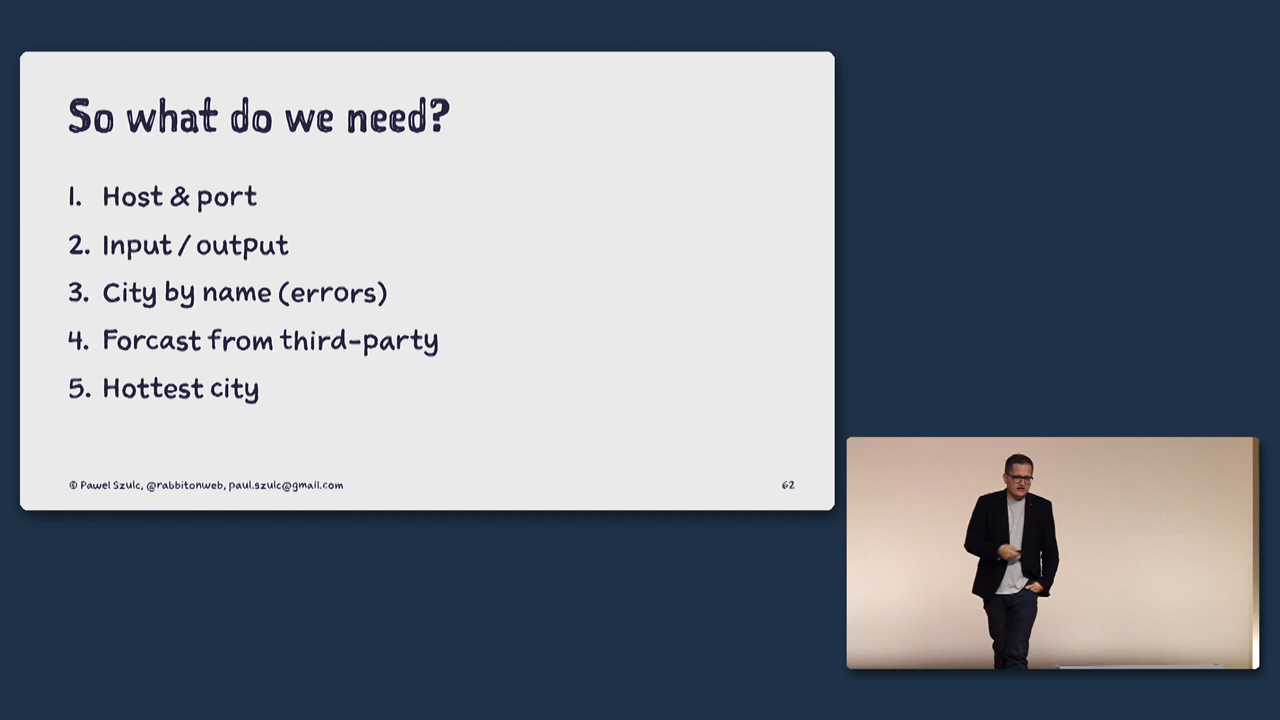 So what do we need?
1. Host & port
2. Input / output
3. City by name (errors)
4. Forcast from third-party
5. Hottest city
© Pawel Szulc, @rabbitonweb, paul.szulc@gmail.com
62